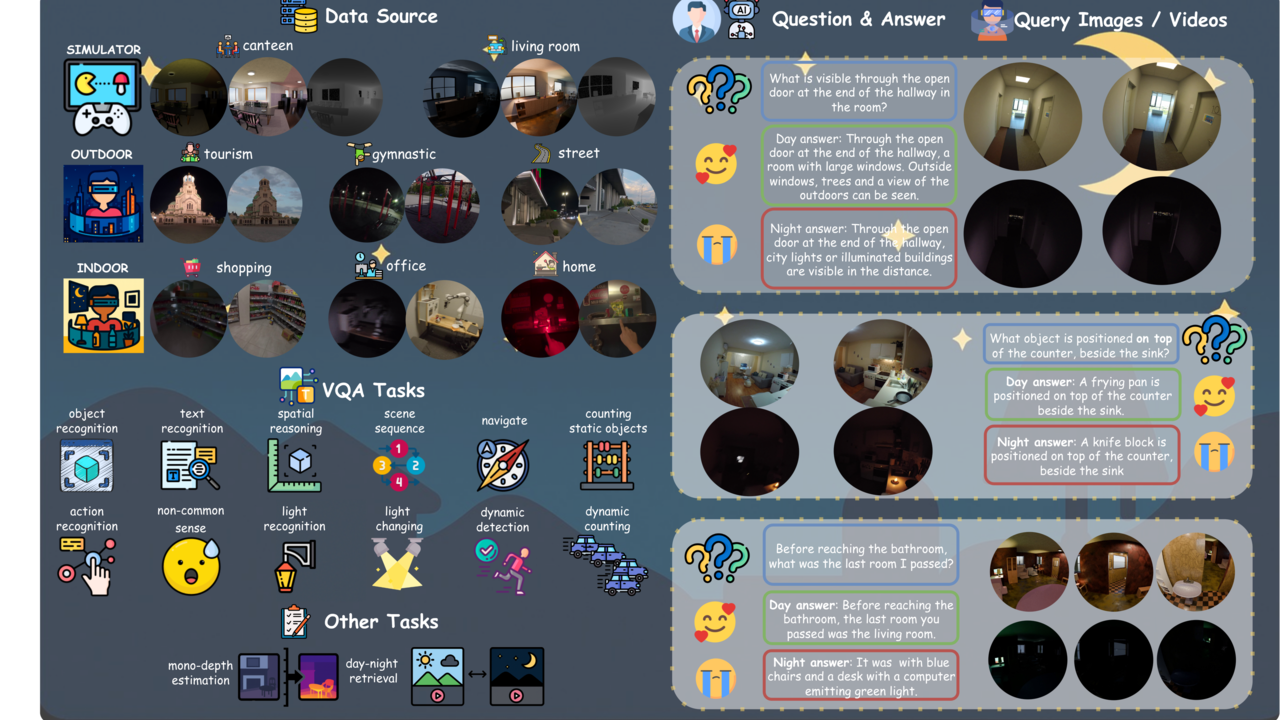 Data Source
SIMULATOR
canteen
living room
OUTDOOR
tourism
gymnastic
street
INDOOR
shopping
office
home
VQA Tasks
object
recognition
text
recognition
spatial
reasoning
scene
sequence
navigate
counting
static objects
1
3
2
4
action
recognition
non-common
sense
light
recognition
light
changing
dynamic
detection
dynamic
counting
Other Tasks
mono-depth
estimation
day-night
retrieval
AI
Question & Answer
Query Images / Videos
What is visible through the open
door at the end of the hallway in
the room?
Day answer: Through the open
door at the end of the hallway, a
room with large windows. Outside
windows, trees and a view of the
outdoors can be seen.
Night answer: Through the open
door at the end of the hallway,
city lights or illuminated buildings
are visible in the distance.
What object is positioned on top
of the counter, beside the sink?
Day answer: A frying pan is
positioned on top of the counter
beside the sink.
Night answer: A knife block is
positioned on top of the counter,
beside the sink
Before reaching the bathroom,
what was the last room I passed?
Day answer: Before reaching the
bathroom, the last room you
passed was the living room.
Night answer: It was with blue
chairs and a desk with a computer
emitting green light.